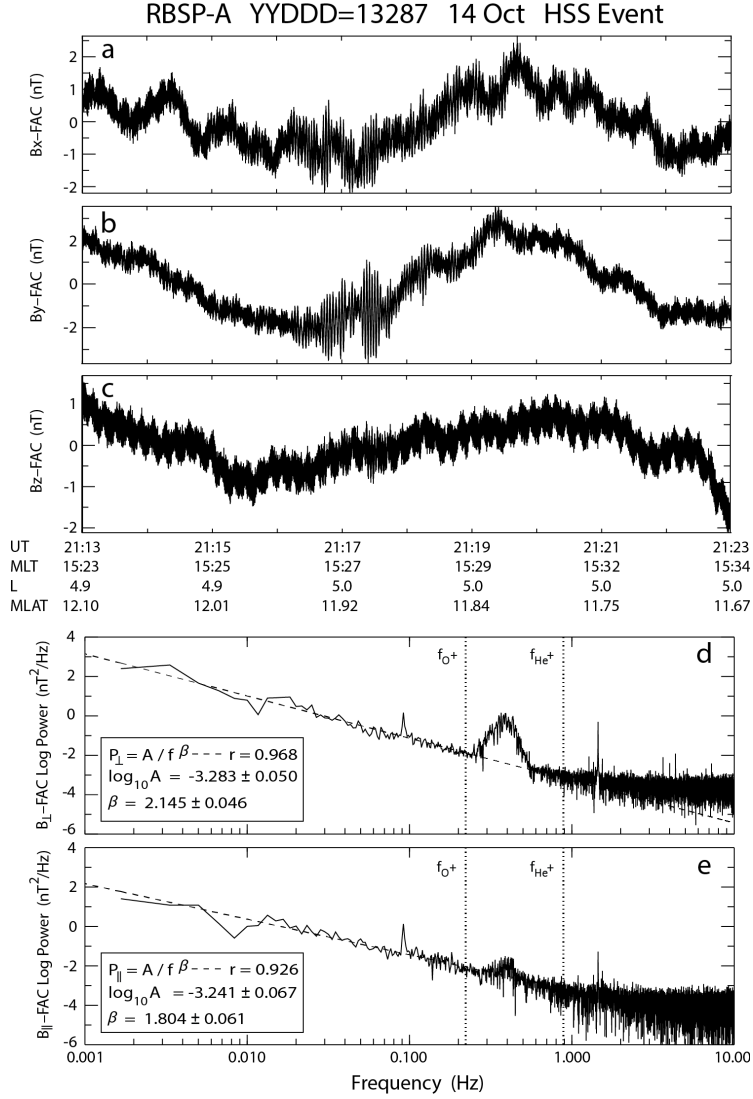 RBSP-A YYDDD=13287 14 Oct HSS Event
a
Bx-FAC (nT)
2
1
0
-1
-2
b
By-FAC (nT)
2
0
-2
c
Bz-FAC (nT)
1
0
-1
-2
UT 21:13 21:15 21:17 21:19 21:21 21:23
MLT 15:23 15:25 15:27 15:29 15:32 15:34
L 4.9 4.9 5.0 5.0 5.0 5.0
MLAT 12.10 12.01 11.92 11.84 11.75 11.67
d
B⊥-FAC Log Power (nT²/Hz)
4
2
0
-2
-4
-6
fO+ fHe+
P⊥ = A / f β --- r = 0.968
log10A = -3.283 ± 0.050
β = 2.145 ± 0.046
e
B||-FAC Log Power (nT²/Hz)
4
2
0
-2
-4
-6
fO+ fHe+
P|| = A / f β --- r = 0.926
log10A = -3.241 ± 0.067
β = 1.804 ± 0.061
0.001 0.010 0.100 1.000 10.00
Frequency (Hz)